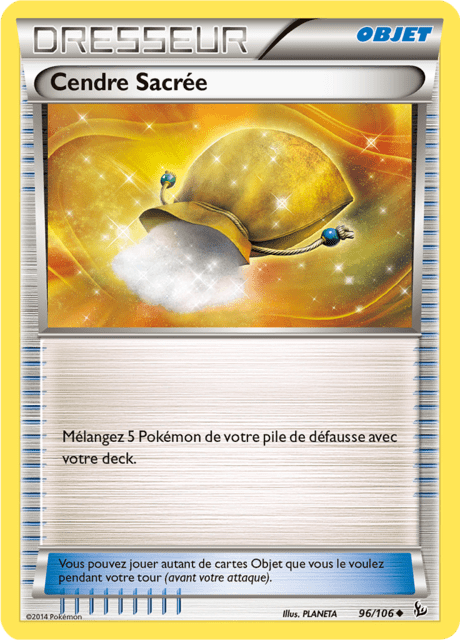 DRESSEUR
OBJET
Cendre Sacrée
Mélangez 5 Pokémon de votre pile de défausse avec
votre deck.
Vous pouvez jouer autant de cartes Objet que vous le voulez
pendant votre tour (avant votre attaque).
©2014 Pokémon
Illus. PLANETA
96/106